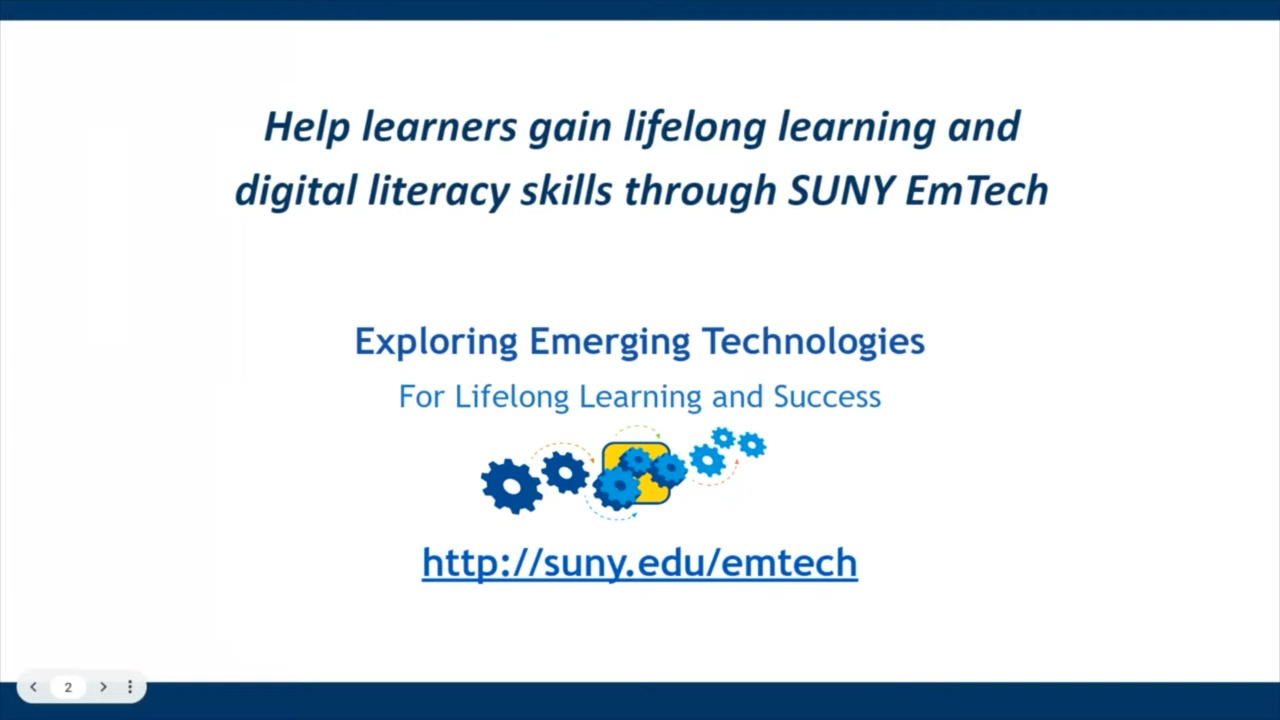 Help learners gain lifelong learning and
digital literacy skills through SUNY EmTech
Exploring Emerging Technologies
For Lifelong Learning and Success
http://suny.edu/emtech
2